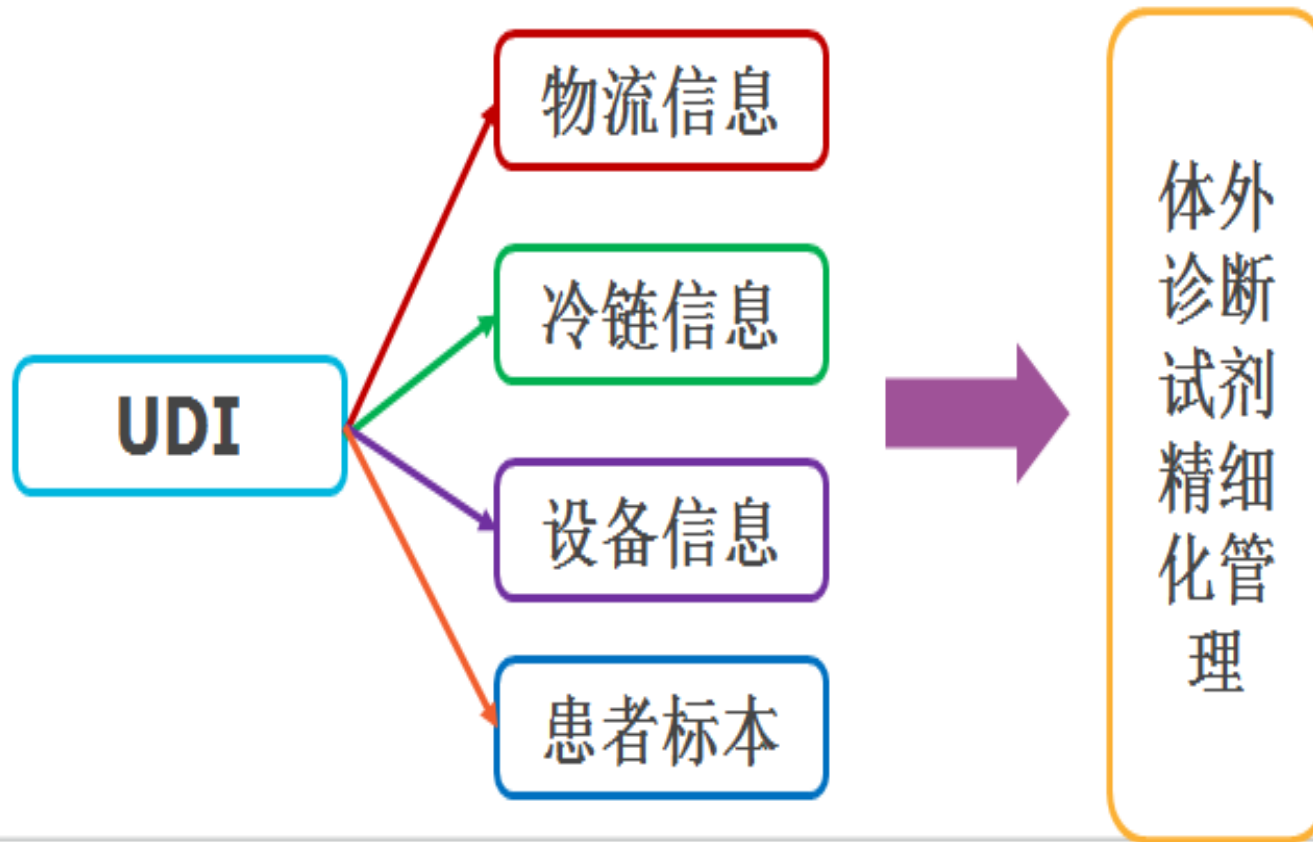 UDI
物流信息
冷链信息
设备信息
患者标本
体外
诊断
试剂
精细
化管
理